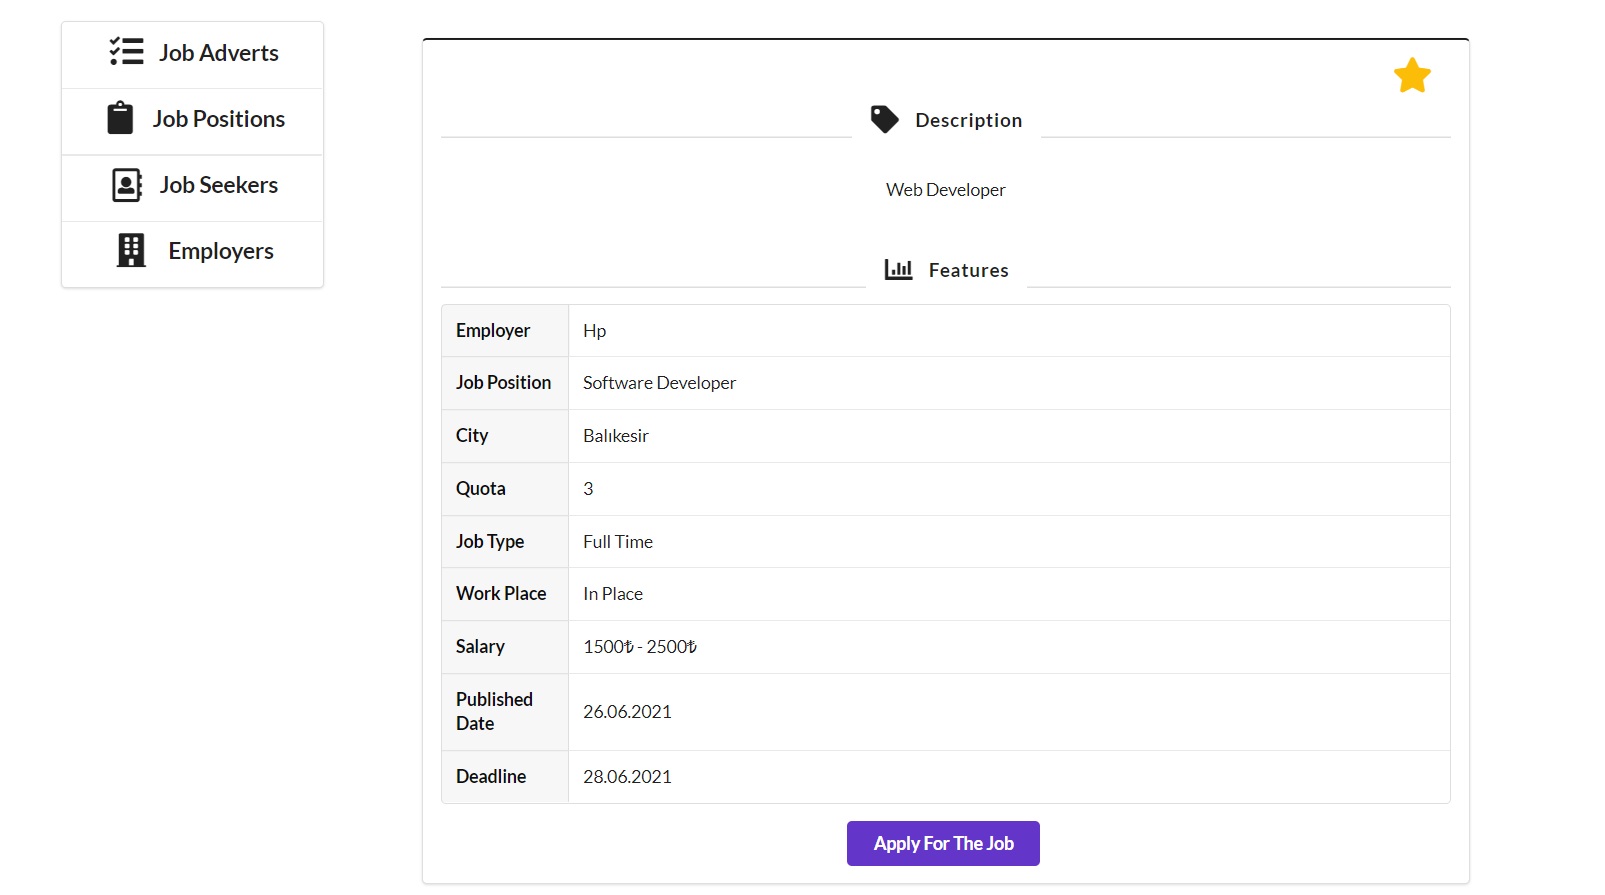 Job Adverts
Job Positions
Job Seekers
Employers
Description
Web Developer
Features
Employer Hp
Job Position Software Developer
City Balıkesir
Quota 3
Job Type Full Time
Work Place In Place
Salary 1500₺ - 2500₺
Published
Date 26.06.2021
Deadline 28.06.2021
Apply For The Job